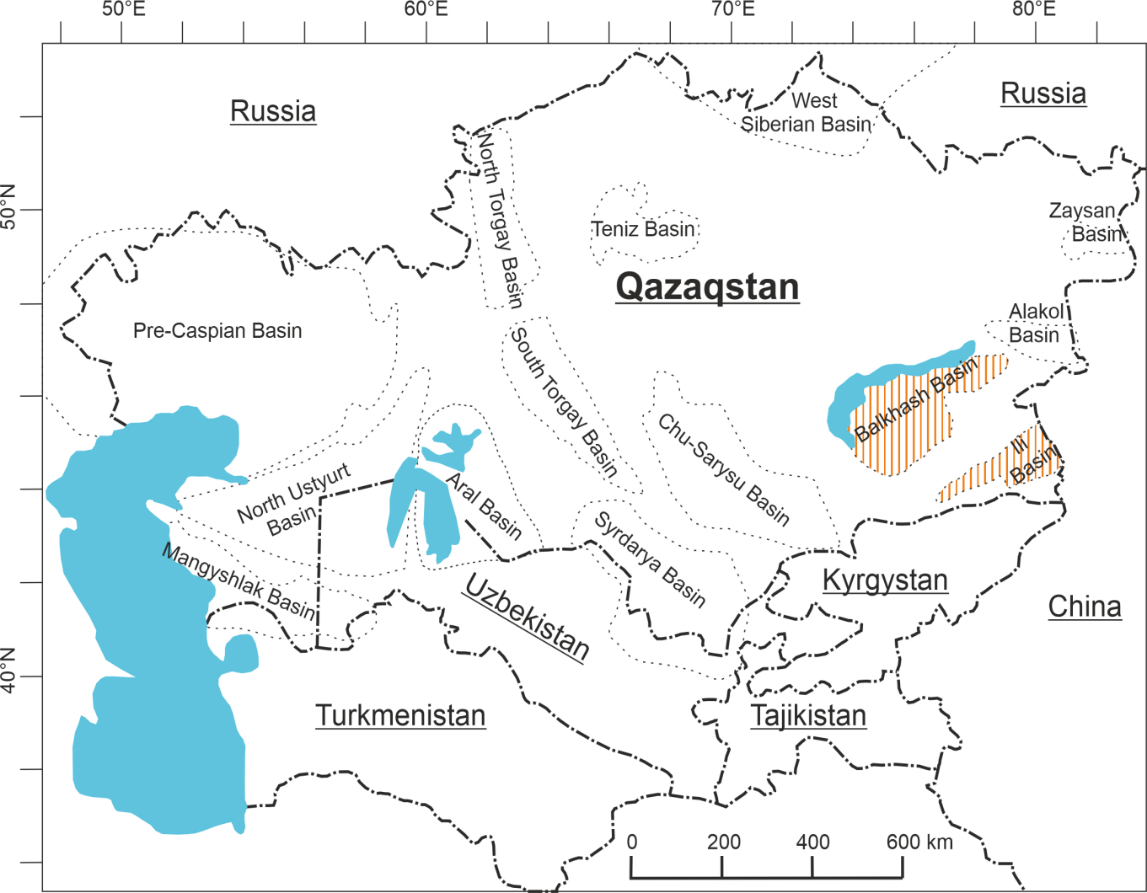 50°E
60°E
70°E
80°E
Russia
Russia
West
Siberian Basin
North Torgay Basin
50°N
Teniz Basin
Zaysan
Basin
Qazaqstan
Alakol
Basin
Pre-Caspian Basin
South Torgay Basin
Balkhash Basin
Chu-Sarysu Basin
Ili
Basin
North Ustyurt
Basin
Aral Basin
Syrdarya Basin
Mangyshlak Basin
Uzbekistan
Kyrgystan
China
40°N
Turkmenistan
Tajikistan
0
200
400
600 km